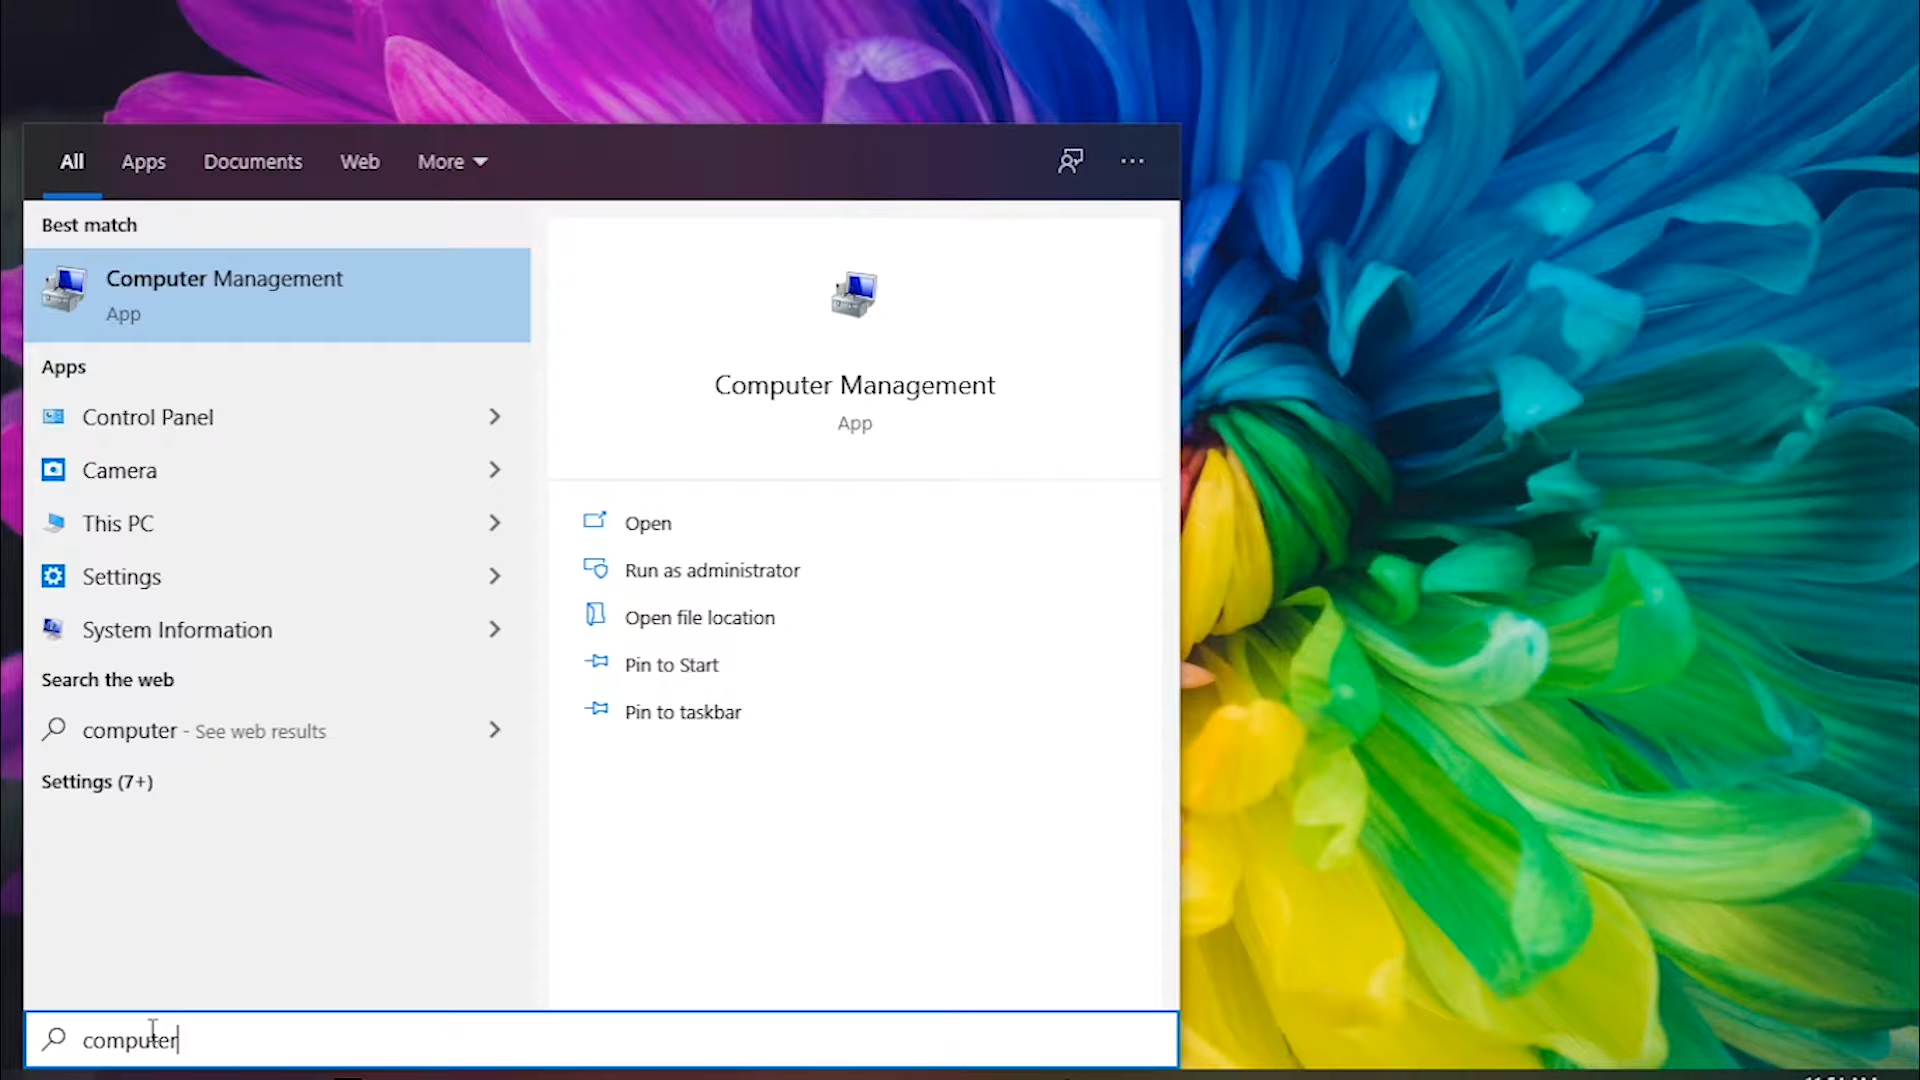 All Apps Documents Web More
Best match
Computer Management
App
Apps
Control Panel
Camera
This PC
Settings
System Information
Search the web
computer - See web results
Settings (7+)
Computer Management
App
Open
Run as administrator
Open file location
Pin to Start
Pin to taskbar
computer